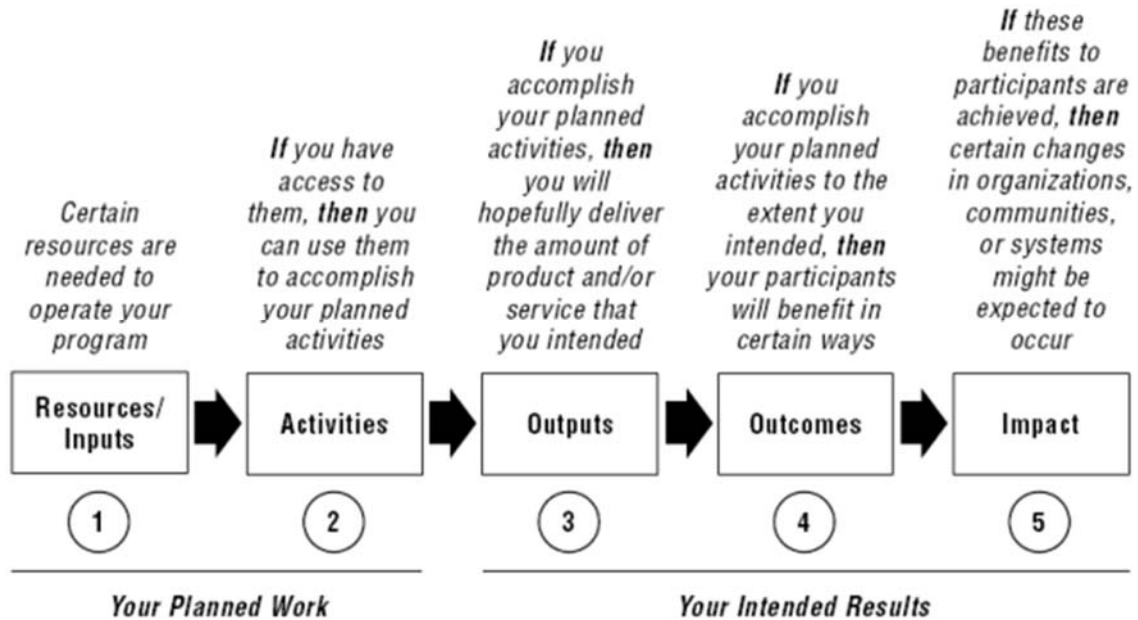 Certain
resources are
needed to
operate your
program
If you have
access to
them, then you
can use them
to accomplish
your planned
activities
If you
accomplish
your planned
activities, then
you will
hopefully deliver
the amount of
product and/or
service that
you intended
If you
accomplish
your planned
activities to the
extent you
intended, then
your participants
will benefit in
certain ways
If these
benefits to
participants are
achieved, then
certain changes
in organizations,
communities,
or systems
might be
expected to
occur
Resources/
Inputs
Activities
Outputs
Outcomes
Impact
1
2
3
4
5
Your Planned Work
Your Intended Results